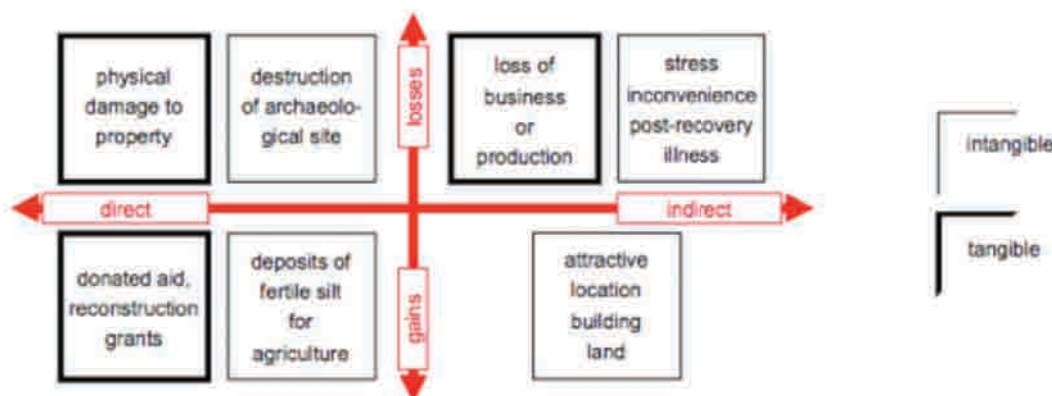 physical
damage to
property
destruction
of archaeolo-
gical site
losses
loss of
business
or
production
stress
inconvenience
post-recovery
illness
intangible
direct
indirect
tangible
donated aid,
reconstruction
grants
deposits of
fertile silt
for
agriculture
gains
attractive
location
building
land